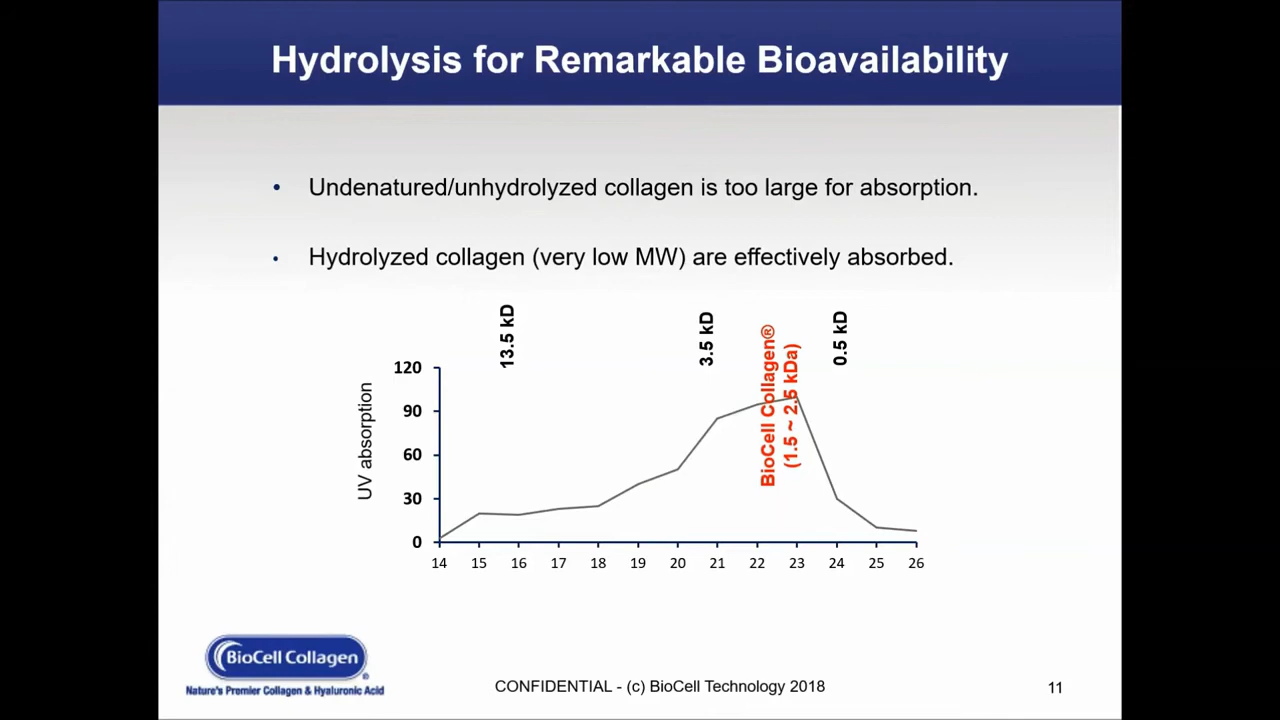 Hydrolysis for Remarkable Bioavailability
• Undenatured/unhydrolyzed collagen is too large for absorption.
• Hydrolyzed collagen (very low MW) are effectively absorbed.
13.5 kD
3.5 kD
BioCell Collagen®
(1.5 ~ 2.5 kDa)
0.5 kD
UV absorption
120
90
60
30
0
14 15 16 17 18 19 20 21 22 23 24 25 26
BioCell Collagen®
Nature's Premier Collagen & Hyaluronic Acid
CONFIDENTIAL - (c) BioCell Technology 2018
11